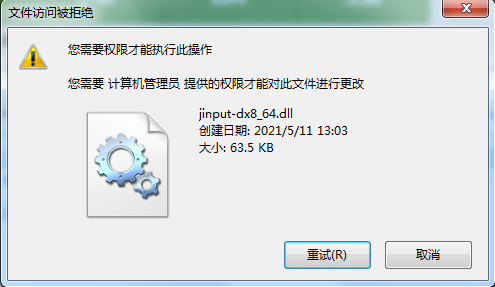 文件访问被拒绝
您需要权限才能执行此操作
您需要 计算机管理员 提供的权限才能对此文件进行更改
jinput-dx8_64.dll
创建日期: 2021/5/11 13:03
大小: 63.5 KB
重试(R)
取消